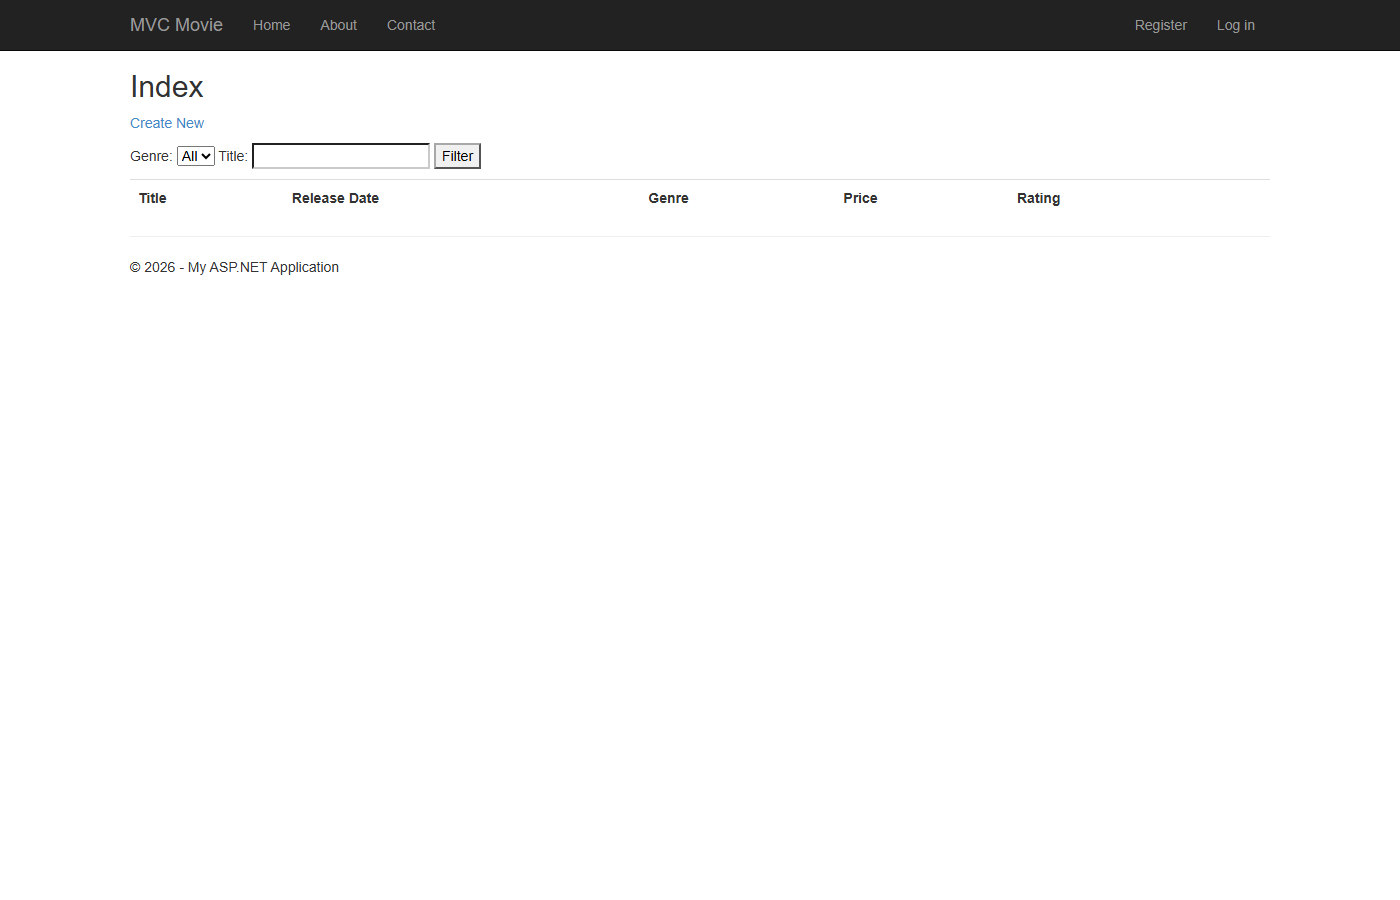 MVC Movie Home About Contact Register Log in
Index
Create New
Genre: All Title: Filter
Title Release Date Genre Price Rating
© 2026 - My ASP.NET Application